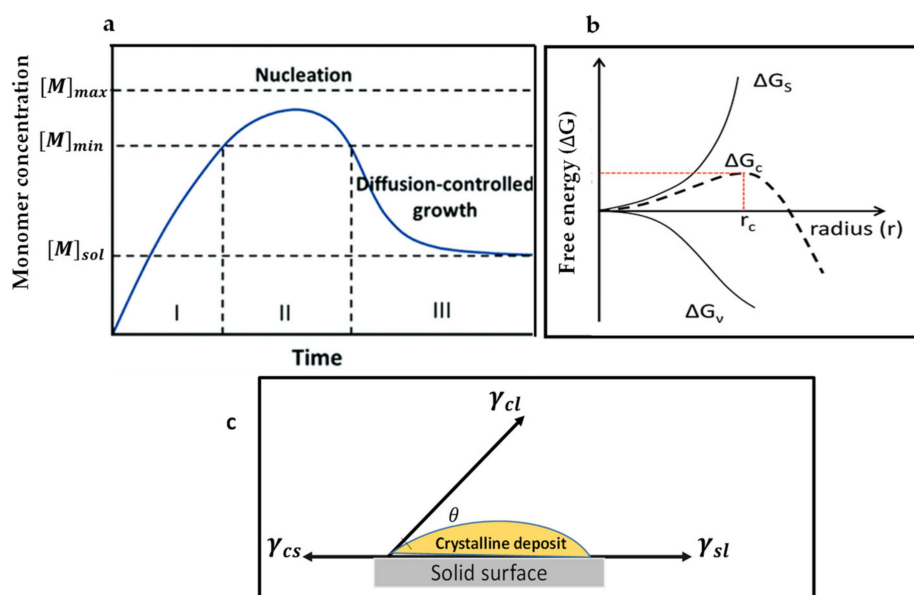 a
Monomer concentration
[M]max
Nucleation
[M]min
Diffusion-controlled
growth
[M]sol
I
II
III
Time
b
Free energy (ΔG)
ΔGS
ΔGc
rc
radius (r)
ΔGv
c
γcl
θ
Crystalline deposit
γcs
γsl
Solid surface